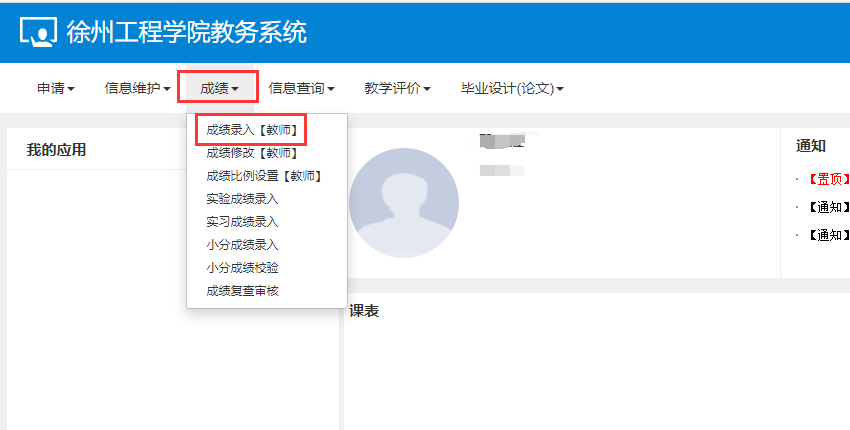 徐州工程学院教务系统
申请 信息维护 成绩 信息查询 教学评价 毕业设计(论文)
成绩录入【教师】
成绩修改【教师】
成绩比例设置【教师】
实验成绩录入
实习成绩录入
小分成绩录入
小分成绩校验
成绩复查审核
我的应用
课表
通知
【置顶】
【通知】
【通知】